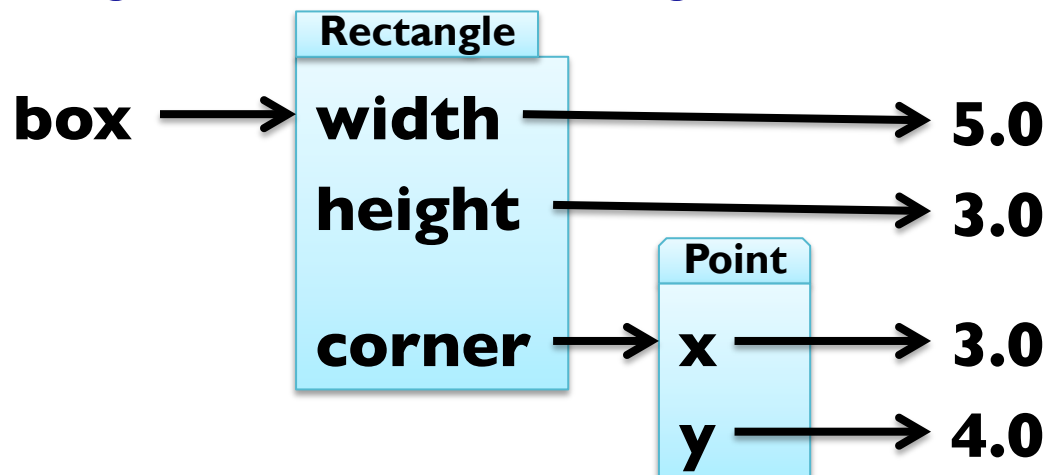 Rectangle
box width 5.0
height 3.0
Point
corner x 3.0
y 4.0